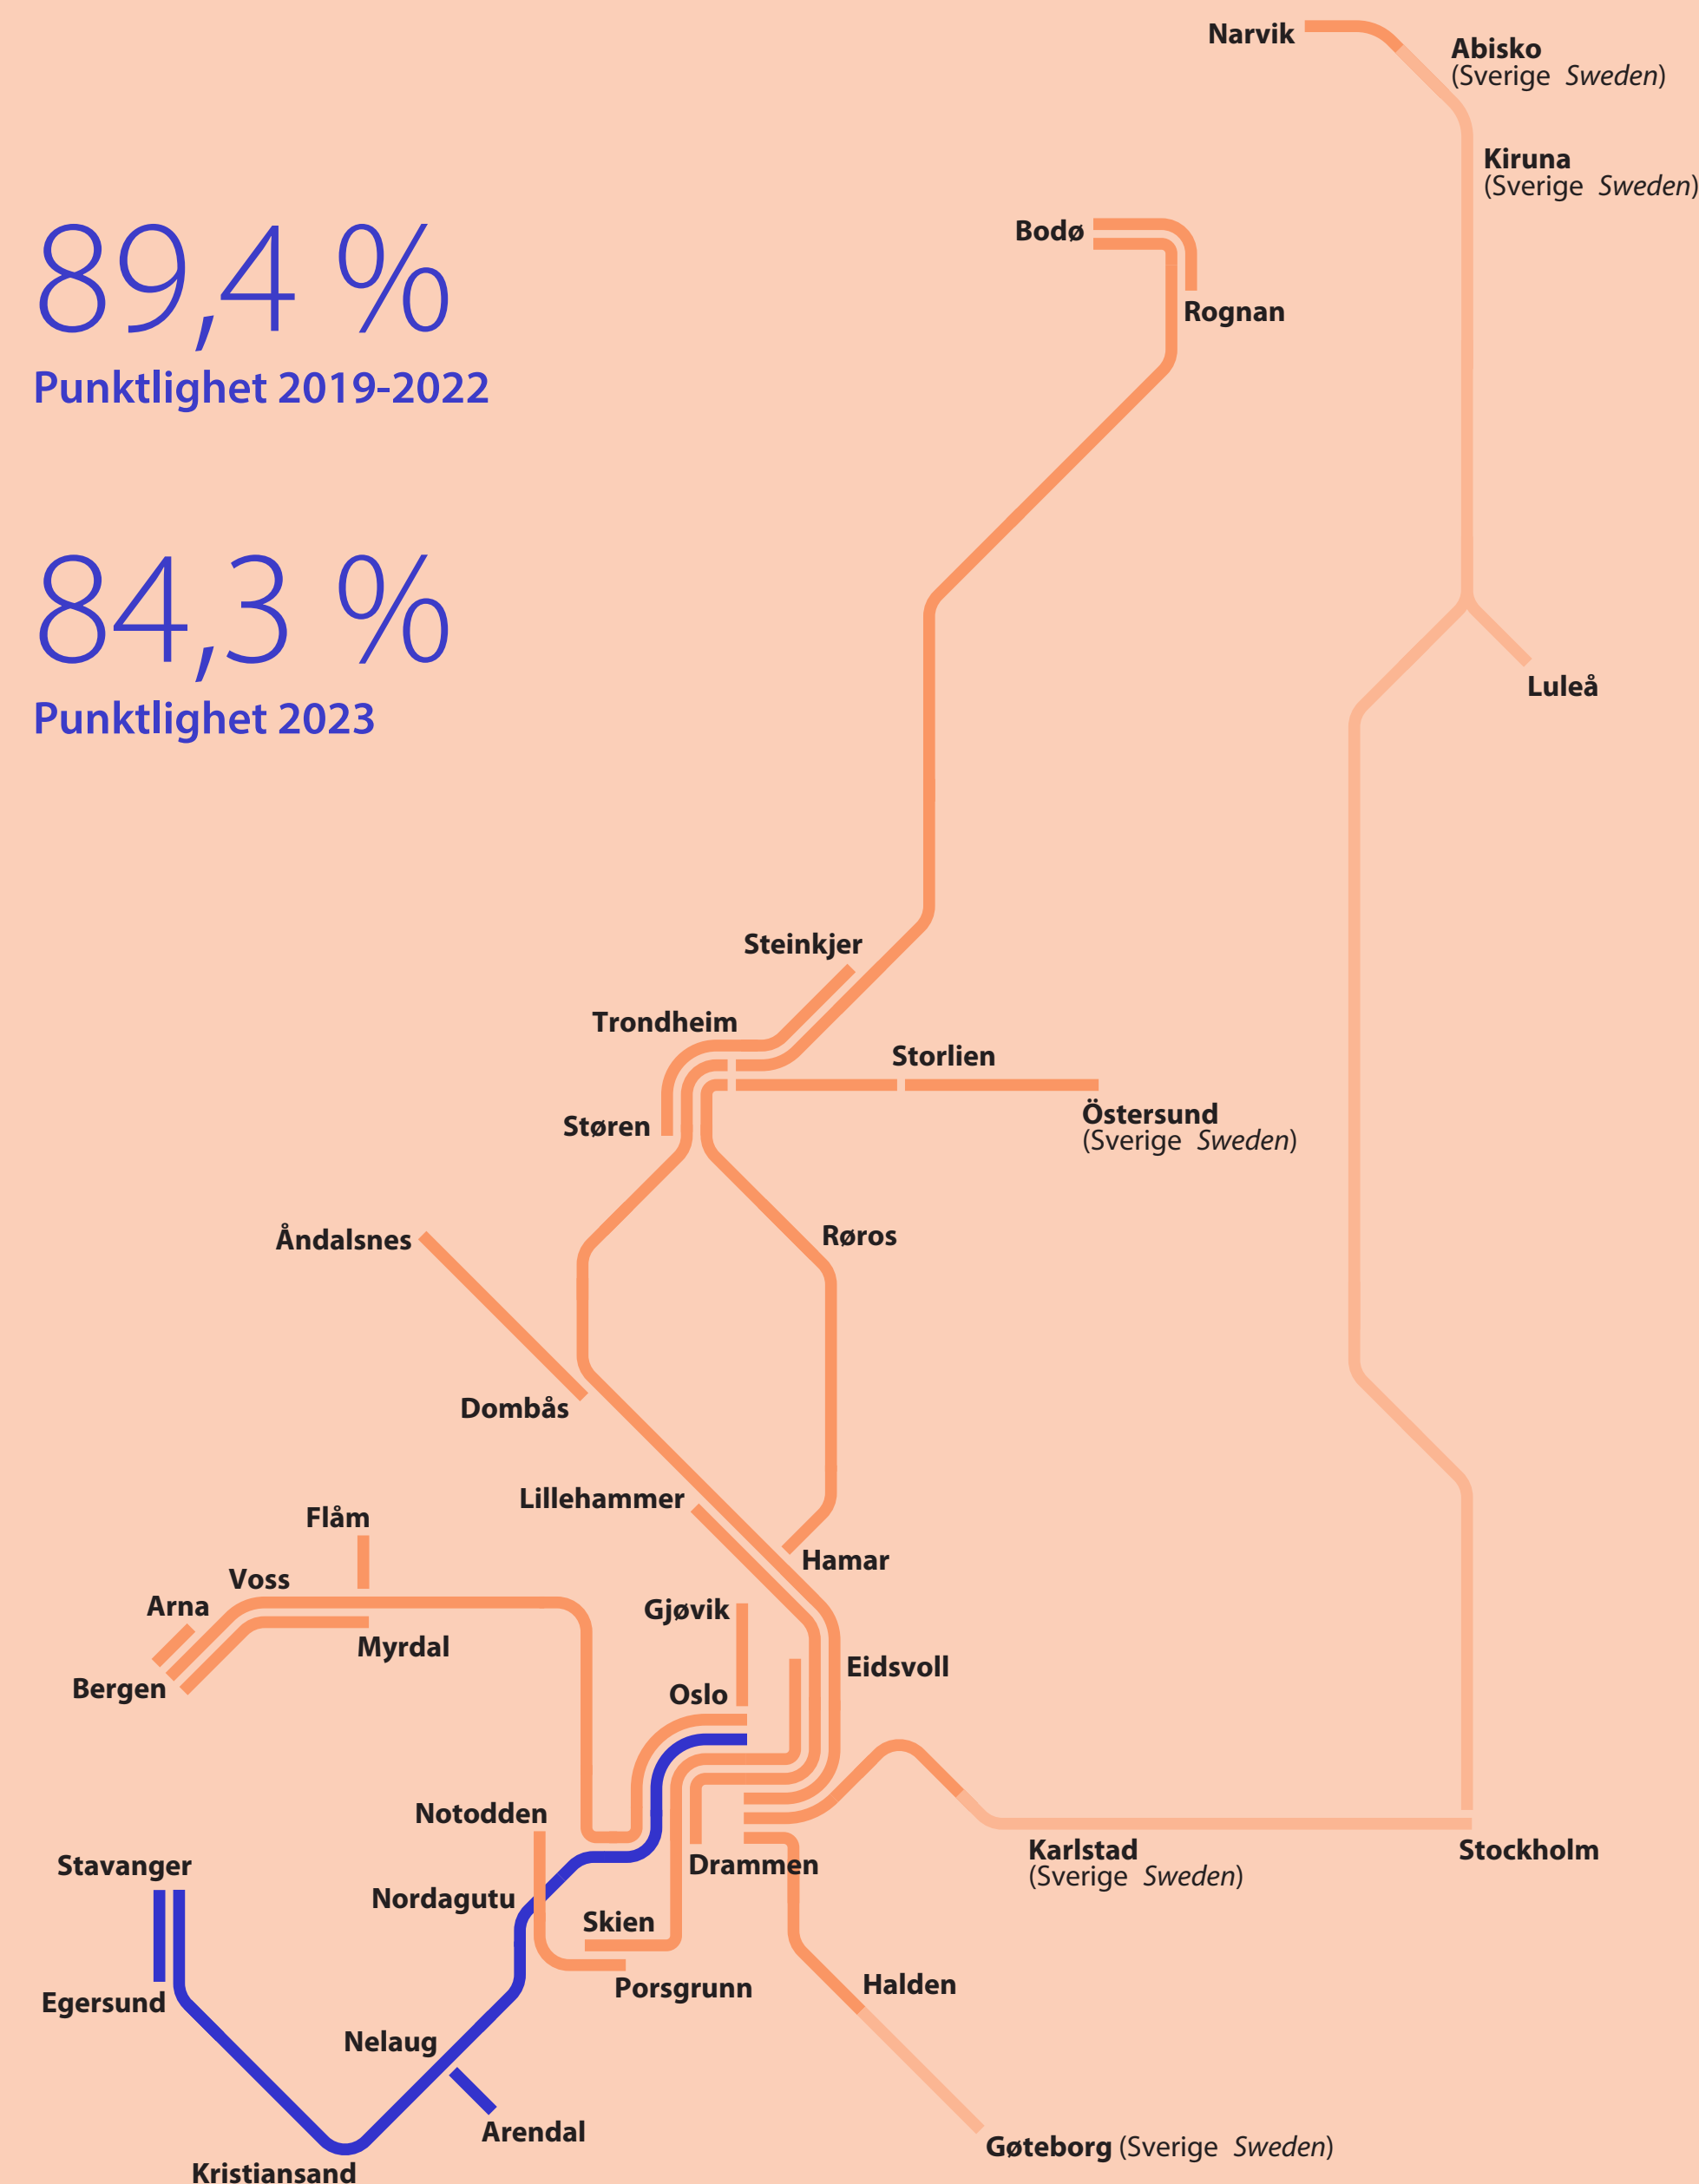 Narvik
Abisko
(Sverige Sweden)
Kiruna
(Sverige Sweden)
89,4 %
Punktlighet 2019-2022
Bodø
Rognan
84,3 %
Punktlighet 2023
Luleå
Steinkjer
Trondheim
Storlien
Støren
Östersund
(Sverige Sweden)
Åndalsnes
Røros
Dombås
Lillehammer
Flåm
Hamar
Voss
Arna
Gjøvik
Myrdal
Eidsvoll
Bergen
Oslo
Notodden
Karlstad
(Sverige Sweden)
Stockholm
Stavanger
Drammen
Nordagutu
Skien
Halden
Porsgrunn
Egersund
Nelaug
Arendal
Gøteborg (Sverige Sweden)
Kristiansand